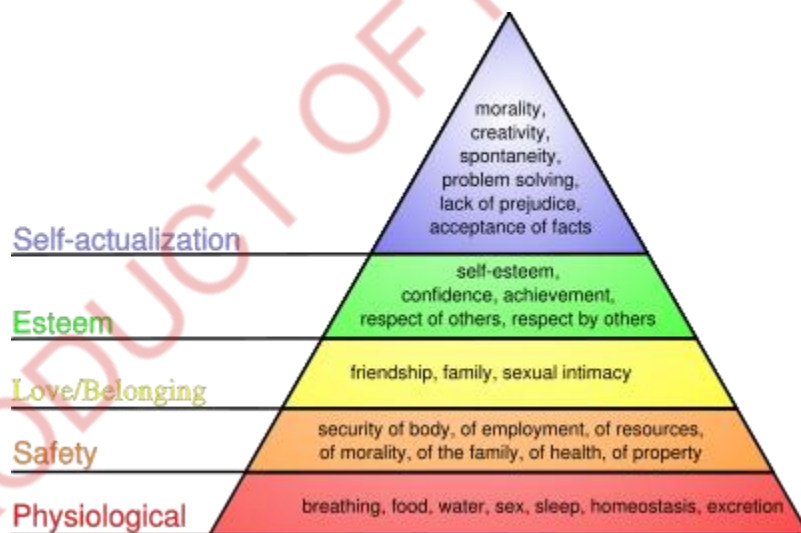 PRODUCT OF
morality,
creativity,
spontaneity,
problem solving,
lack of prejudice,
acceptance of facts
Self-actualization
self-esteem,
confidence, achievement,
respect of others, respect by others
Esteem
friendship, family, sexual intimacy
Love/Belonging
security of body, of employment, of resources,
of morality, of the family, of health, of property
Safety
breathing, food, water, sex, sleep, homeostasis, excretion
Physiological